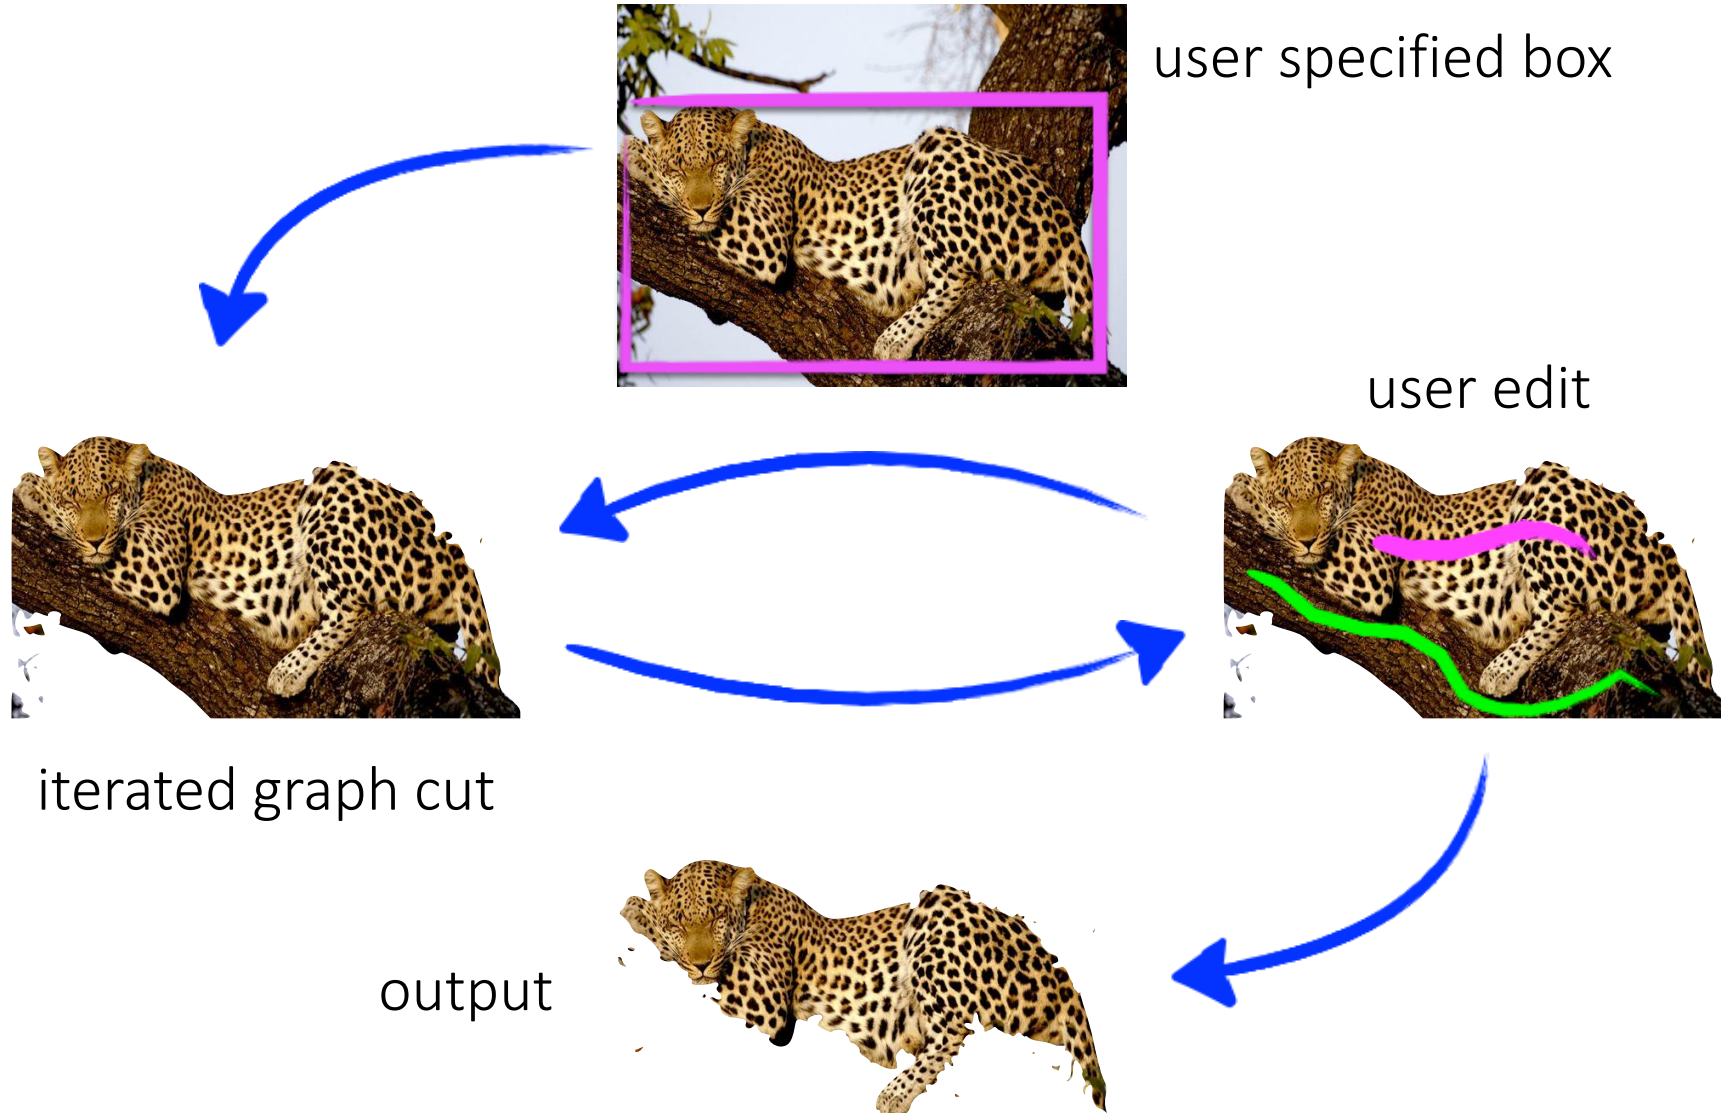 user specified box
user edit
iterated graph cut
output